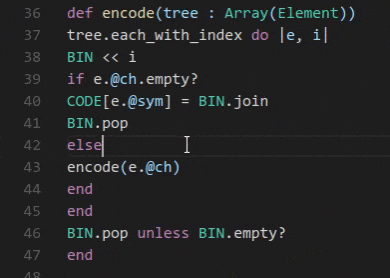 36 def encode(tree : Array(Element))
37 tree.each_with_index do |e, i|
38 BIN << i
39 if e.@ch.empty?
40 CODE[e.@sym] = BIN.join
41 BIN.pop
42 else
43 encode(e.@ch)
44 end
45 end
46 BIN.pop unless BIN.empty?
47 end
48